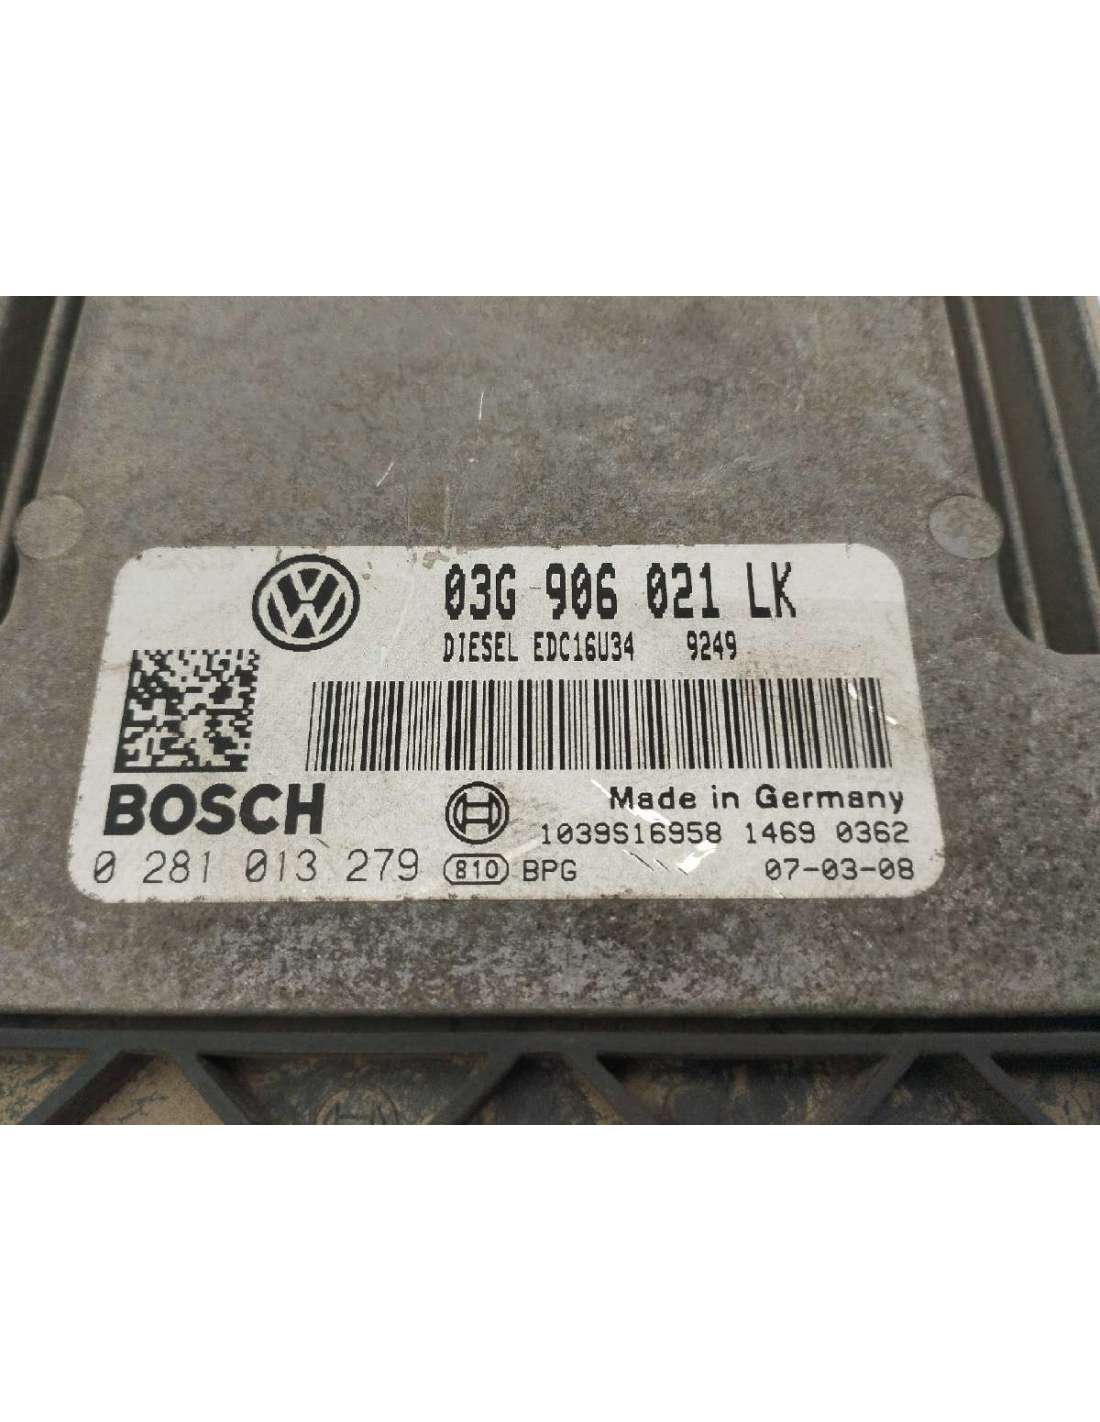 03G 906 021 LK
DIESEL EDC16U34 9249
BOSCH
Made in Germany
1039S16958 1469 0362
0 281 013 279 810 BPG 07-03-08